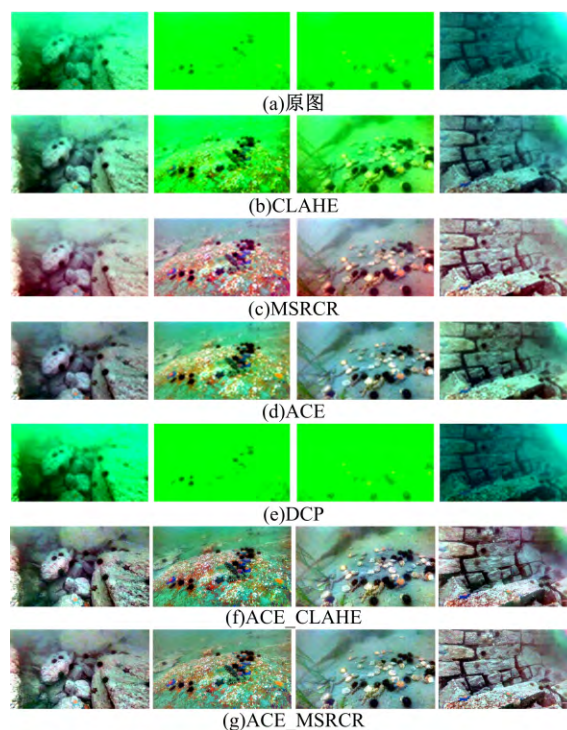 (a)原图
(b)CLAHE
(c)MSRCR
(d)ACE
(e)DCP
(f)ACE_CLAHE
(g)ACE_MSRCR